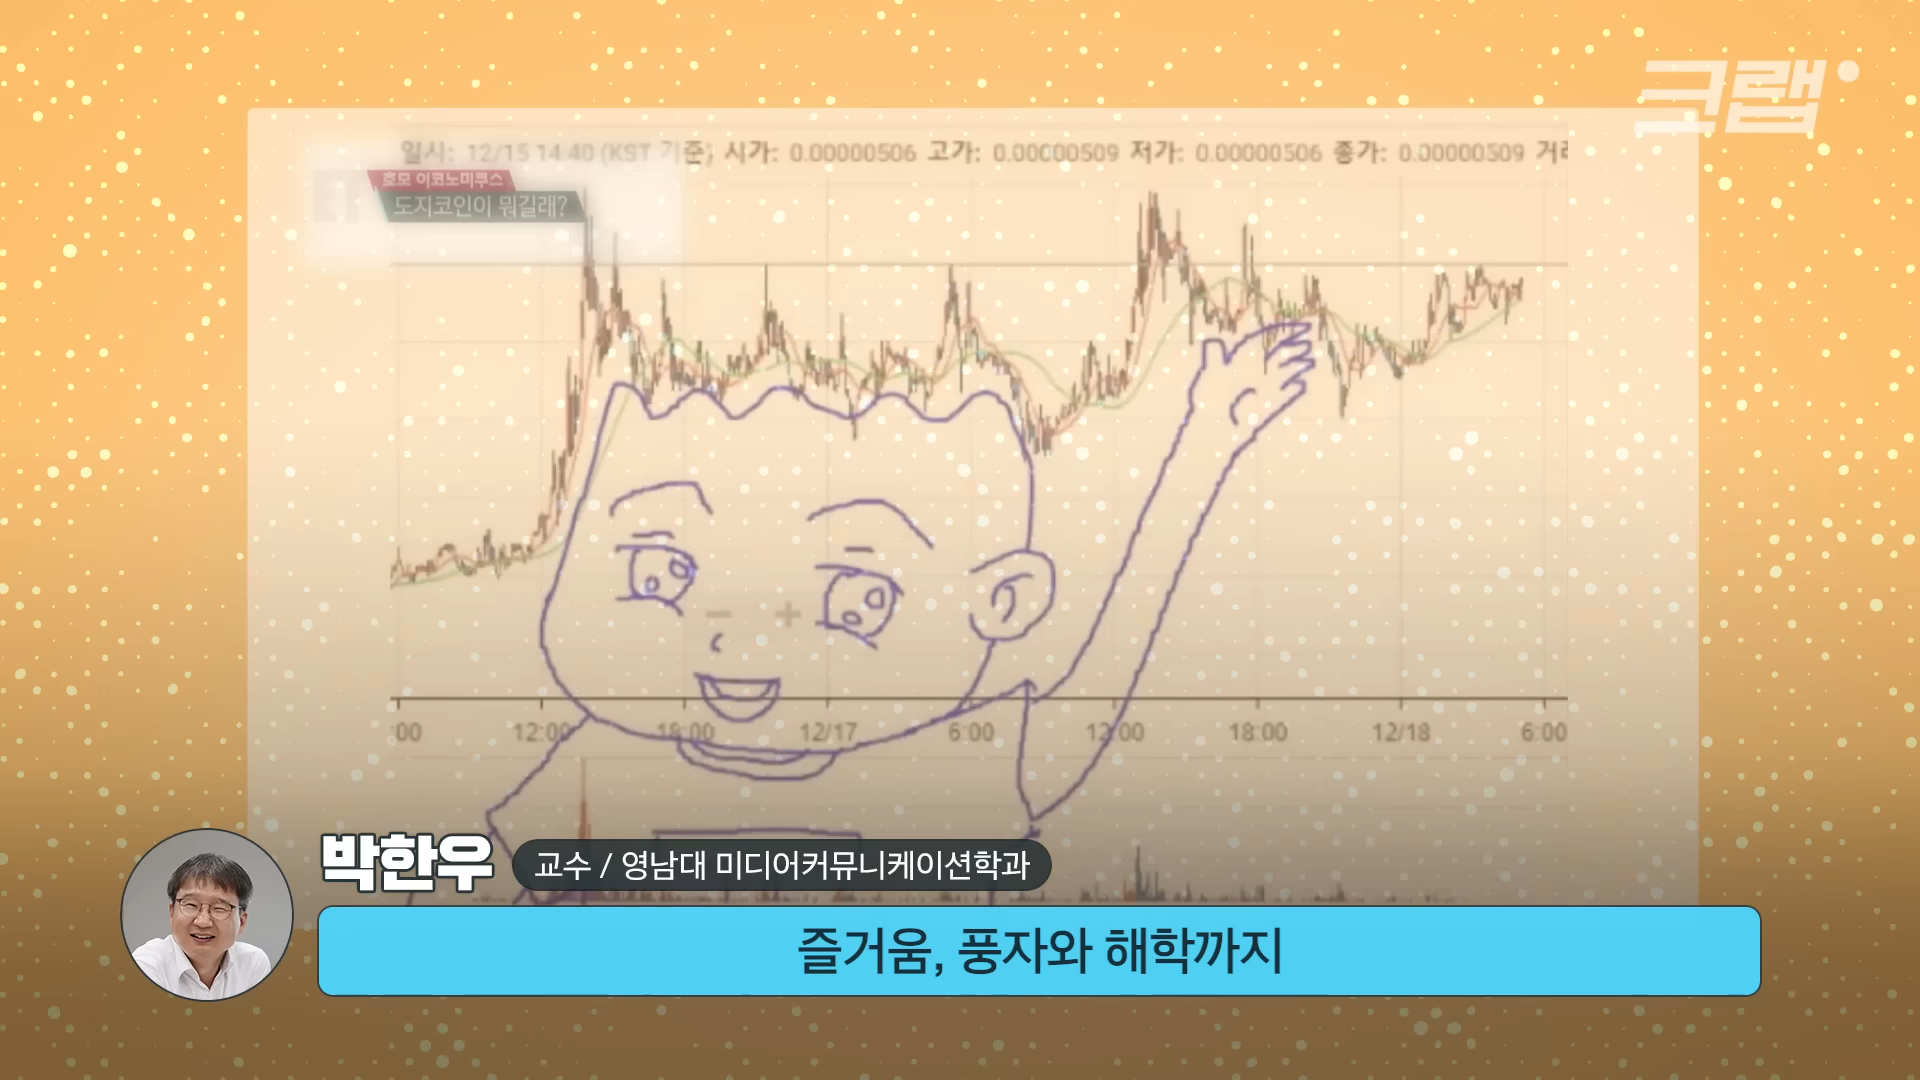 크랩
일시: 12/15 14:40 (KST 기준) 시가: 0.00000506 고가: 0.00000509 저가: 0.00000506 종가: 0.00000509
호모 이코노미쿠스
도지코인이 뭐길래?
:00 12:00 18:00 12/17 6:00 12:00 18:00 12/18 6:00
박한우 교수 / 영남대 미디어커뮤니케이션학과
즐거움, 풍자와 해학까지